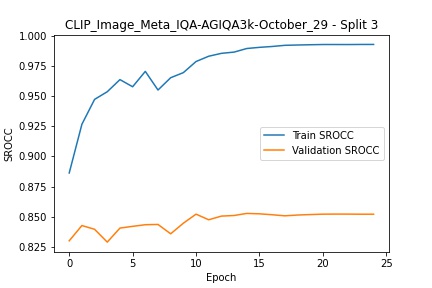 CLIP_Image_Meta_IQA-AGIQA3k-October_29 - Split 3
1.000
0.975
0.950
0.925
0.900
0.875
0.850
0.825
SROCC
Train SROCC
Validation SROCC
0 5 10 15 20 25
Epoch